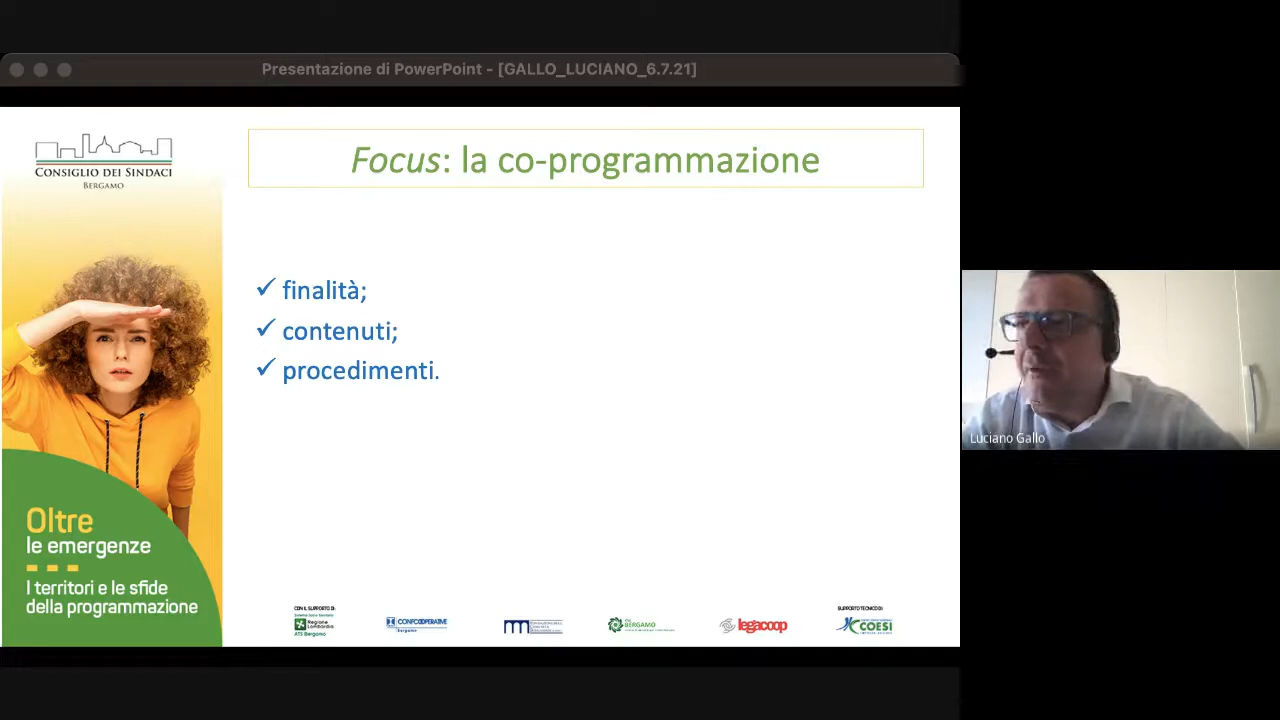 Presentazione di PowerPoint - [GALLO_LUCIANO_6.7.21]
CONSIGLIO DEI SINDACI
BERGAMO
Focus: la co-programmazione
✓ finalità;
✓ contenuti;
✓ procedimenti.
Luciano Gallo
Oltre
le emergenze
I territori e le sfide
della programmazione
CON IL SUPPORTO DI:
Regione
Lombardia
ATS Bergamo
CONFCOOPERATIVE
Bergamo
BERGAMO
legacoop
SUPPORTO TECNICO DI:
COESI